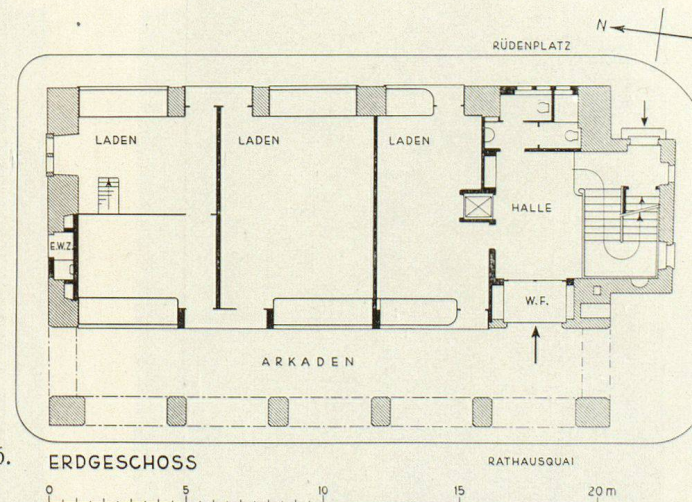 N
RÜDENPLATZ
LADEN
LADEN
LADEN
HALLE
E.W.Z.
W.F.
ARKADEN
5.
ERDGESCHOSS
RATHAUSQUAI
0 5 10 15 20 m